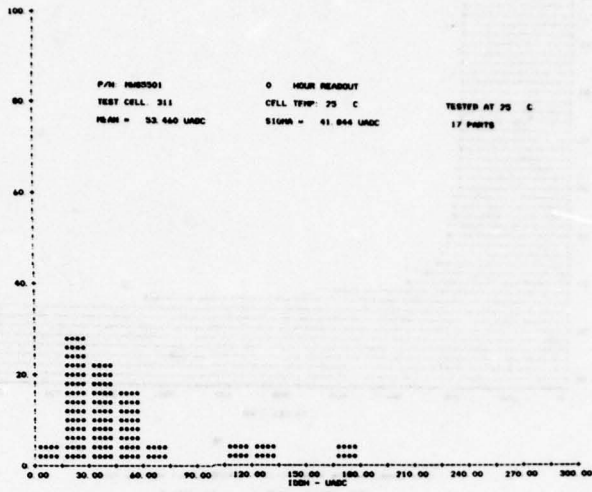 100.
P/N: NWS5501 0 HOUR READOUT
80.
TEST CELL: 311 CELL TEMP: 25 C TESTED AT 25 C
MEAN = 53.460 UADC SIGMA = 41.844 UADC 17 PARTS
60.
40.
20.
0.
0.00 30.00 60.00 90.00 120.00 150.00 180.00 210.00 240.00 270.00 300.00
IDDH - UADC